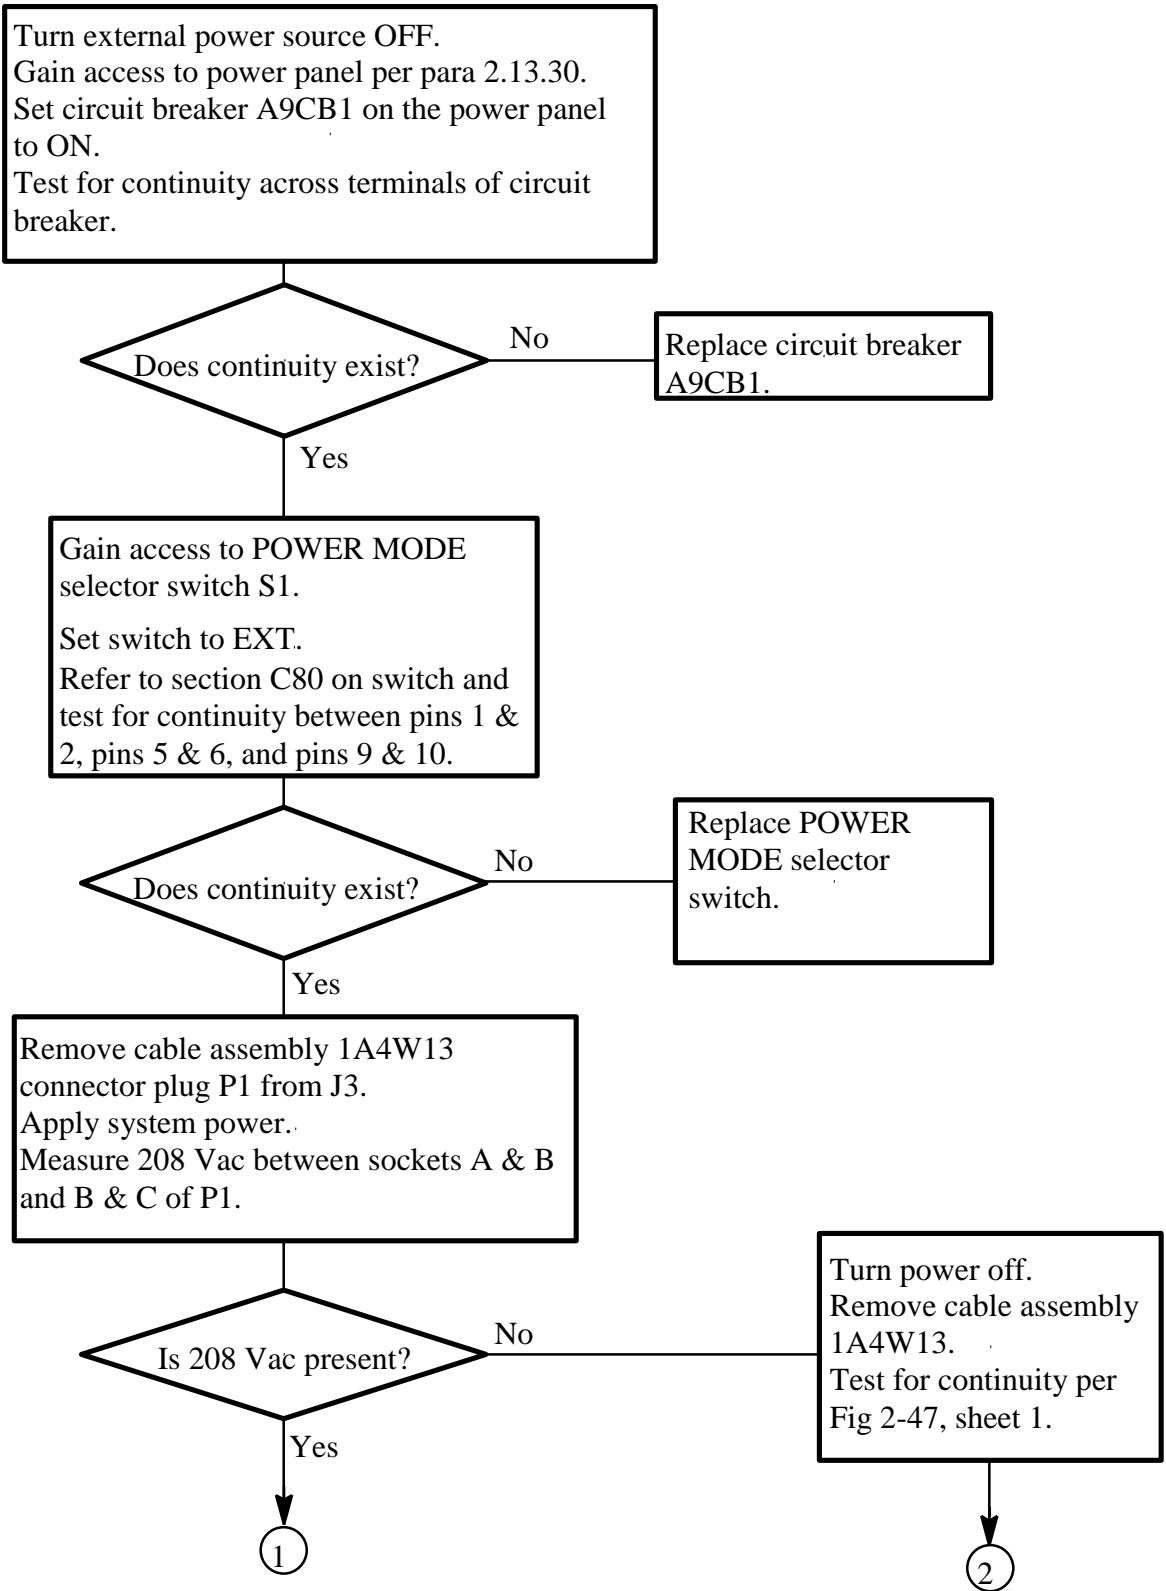 Turn external power source OFF.
Gain access to power panel per para 2.13.30.
Set circuit breaker A9CB1 on the power panel
to ON.
Test for continuity across terminals of circuit
breaker.
Does continuity exist?
No
Replace circuit breaker
A9CB1.
Yes
Gain access to POWER MODE
selector switch S1.
Set switch to EXT.
Refer to section C80 on switch and
test for continuity between pins 1 &
2, pins 5 & 6, and pins 9 & 10.
Does continuity exist?
No
Replace POWER
MODE selector
switch.
Yes
Remove cable assembly 1A4W13
connector plug P1 from J3.
Apply system power.
Measure 208 Vac between sockets A & B
and B & C of P1.
Is 208 Vac present?
No
Turn power off.
Remove cable assembly
1A4W13.
Test for continuity per
Fig 2-47, sheet 1.
Yes
1
2